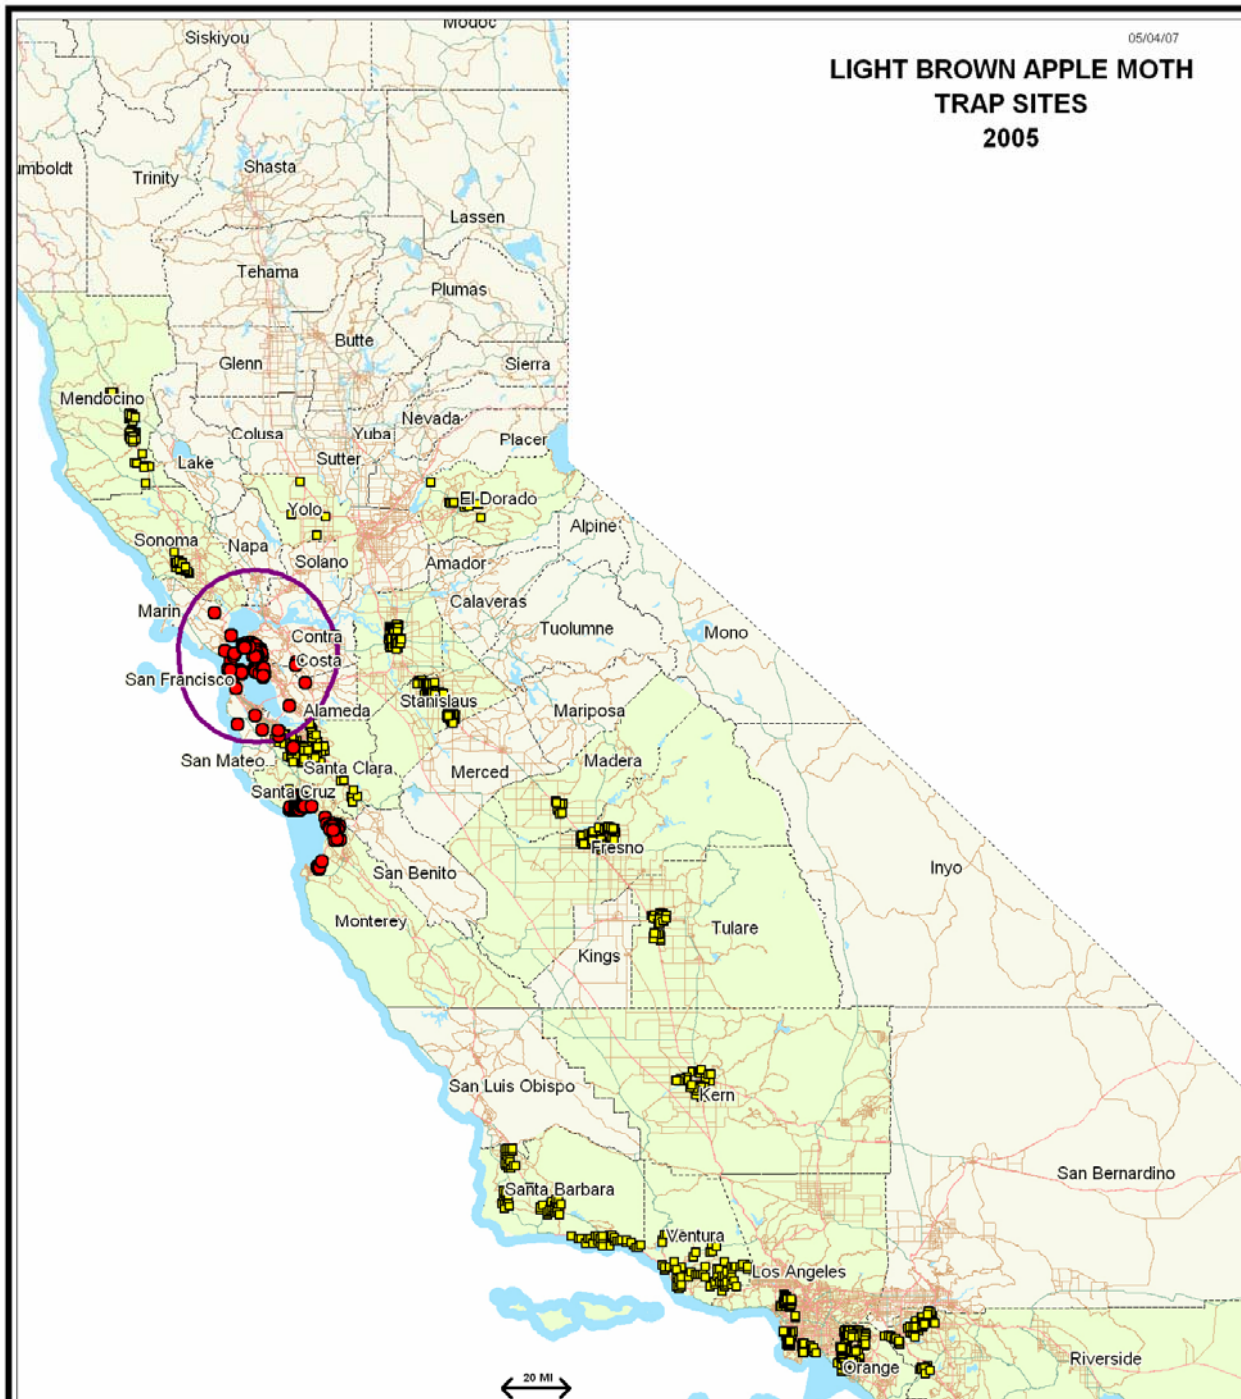 Modoc
Siskiyou
05/04/07
LIGHT BROWN APPLE MOTH
TRAP SITES
2005
umboldt
Trinity
Shasta
Lassen
Tehama
Plumas
Butte
Glenn
Sierra
Mendocino
Nevada
Colusa
Yuba
Placer
Lake
Sutter
El Dorado
Yolo
Alpine
Sonoma
Napa
Solano
Amador
Marin
Calaveras
Tuolumne
Mono
Contra
Costa
San Francisco
Stanislaus
Alameda
Mariposa
San Mateo
Santa Clara
Merced
Madera
Santa Cruz
Fresno
San Benito
Inyo
Monterey
Tulare
Kings
San Luis Obispo
Kern
San Bernardino
Santa Barbara
Ventura
Los Angeles
Orange
Riverside
20 MI